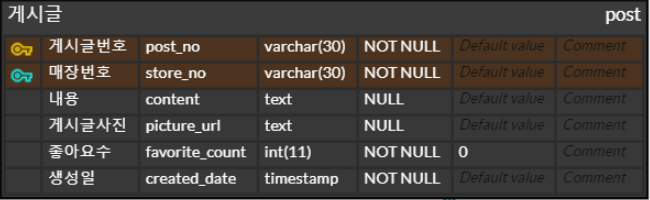 게시글 post
게시글번호 post_no varchar(30) NOT NULL Default value Comment
매장번호 store_no varchar(30) NOT NULL Default value Comment
내용 content text NULL Default value Comment
게시글사진 picture_url text NULL Default value Comment
좋아요수 favorite_count int(11) NOT NULL 0 Comment
생성일 created_date timestamp NOT NULL Default value Comment